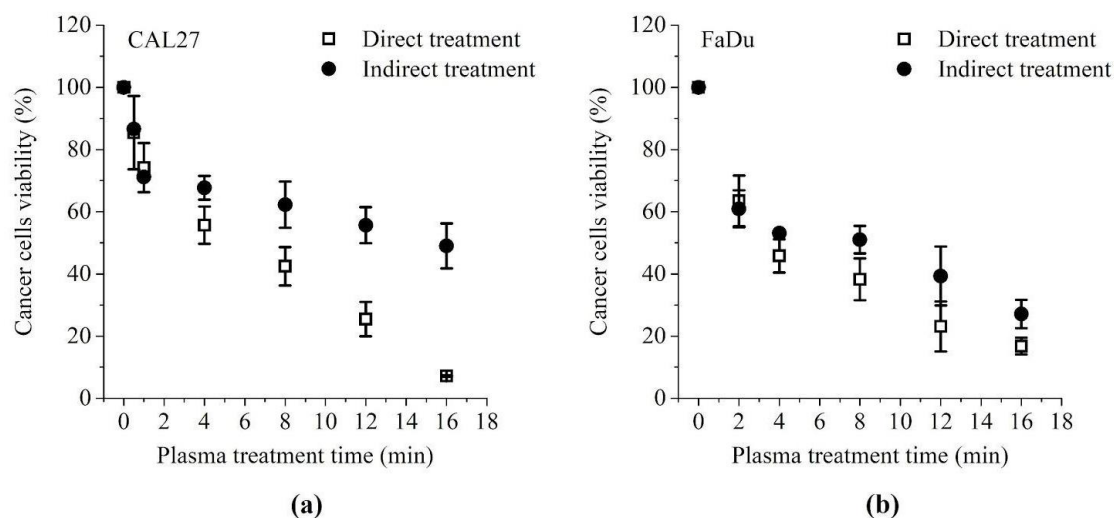 CAL27
Direct treatment
Indirect treatment
Cancer cells viability (%)
120
100
80
60
40
20
0
0 2 4 6 8 10 12 14 16 18
Plasma treatment time (min)
(a)
FaDu
Direct treatment
Indirect treatment
Cancer cells viability (%)
120
100
80
60
40
20
0
0 2 4 6 8 10 12 14 16 18
Plasma treatment time (min)
(b)